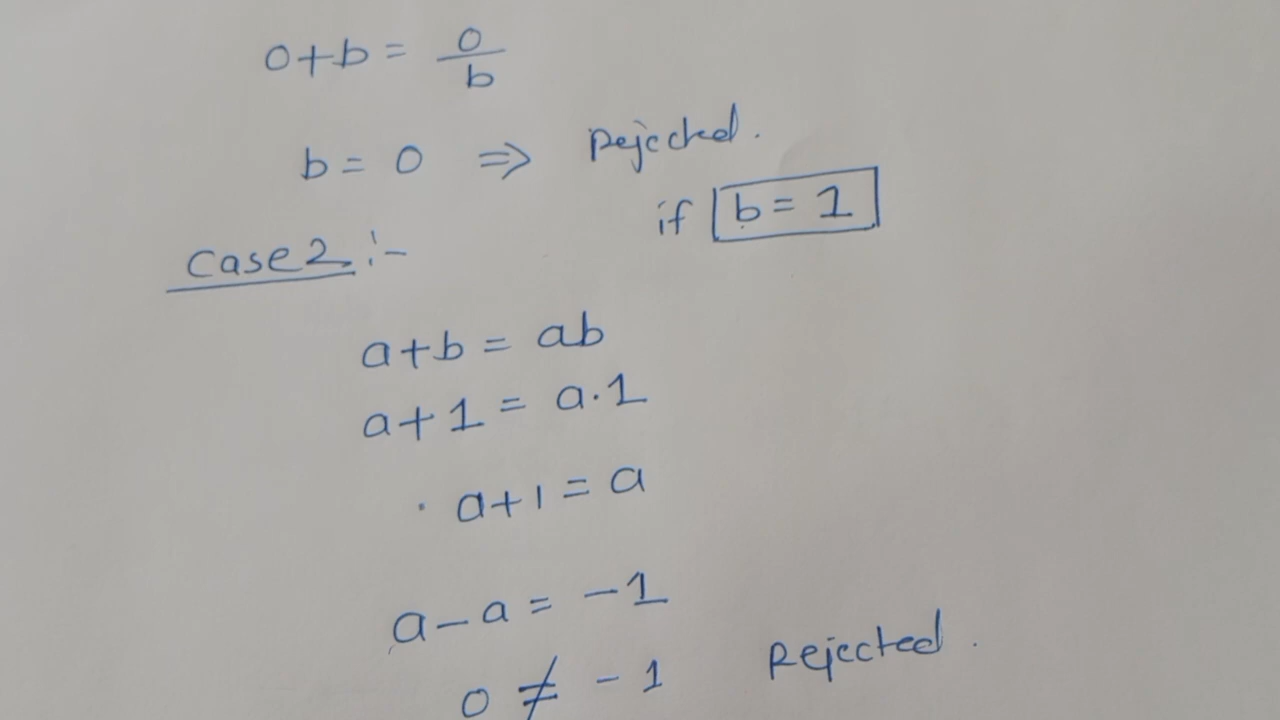 0+b = 0/b
b = 0 ⇒ Rejected.
if b = 1
Case 2 :-
a+b = ab
a+1 = a.1
a+1 = a
a-a = -1
0 ≠ -1 Rejected.